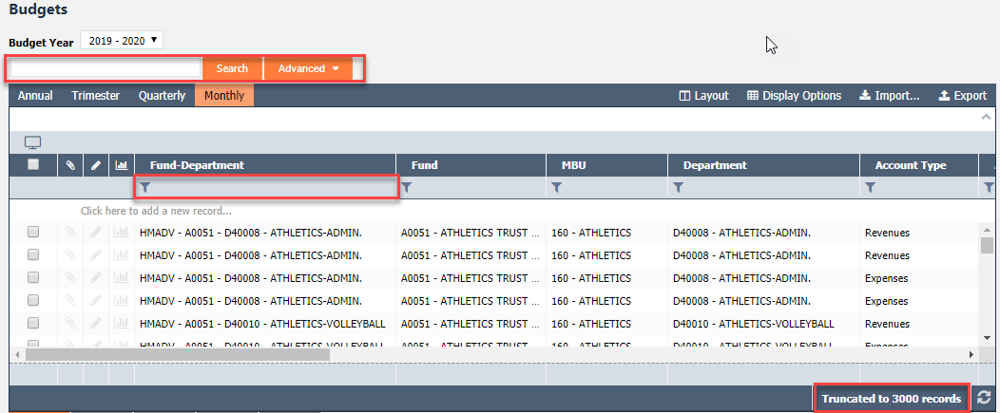 Budgets
Budget Year 2019 - 2020
Search Advanced
Annual Trimester Quarterly Monthly Layout Display Options Import... Export
Fund-Department Fund MBU Department Account Type
Click here to add a new record...
HMADV - A0051 - D40008 - ATHLETICS-ADMIN. A0051 - ATHLETICS TRUST ... 160 - ATHLETICS D40008 - ATHLETICS-ADMIN. Revenues
HMADV - A0051 - D40008 - ATHLETICS-ADMIN. A0051 - ATHLETICS TRUST ... 160 - ATHLETICS D40008 - ATHLETICS-ADMIN. Revenues
HMADV - A0051 - D40008 - ATHLETICS-ADMIN. A0051 - ATHLETICS TRUST ... 160 - ATHLETICS D40008 - ATHLETICS-ADMIN. Expenses
HMADV - A0051 - D40008 - ATHLETICS-ADMIN. A0051 - ATHLETICS TRUST ... 160 - ATHLETICS D40008 - ATHLETICS-ADMIN. Expenses
HMADV - A0051 - D40010 - ATHLETICS-VOLLEYBALL A0051 - ATHLETICS TRUST ... 160 - ATHLETICS D40010 - ATHLETICS-VOLLEYBALL Revenues
HMADV - A0051 - D40010 - ATHLETICS-VOLLEYBALL A0051 - ATHLETICS TRUST ... 160 - ATHLETICS D40010 - ATHLETICS-VOLLEYBALL Expenses
Truncated to 3000 records